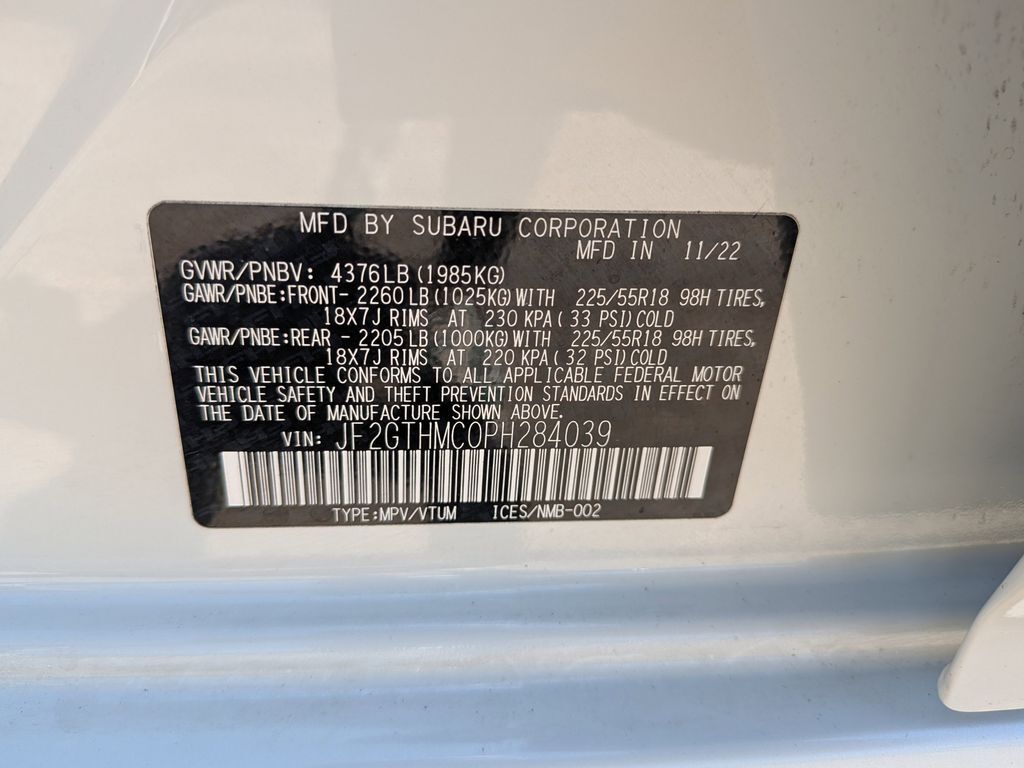 MFD BY SUBARU CORPORATION
MFD IN 11/22
GVWR/PNBV: 4376LB (1985KG)
GAWR/PNBE:FRONT- 2260 LB (1025KG) WITH 225/55R18 98H TIRES,
18X7J RIMS AT 230 KPA ( 33 PSI) COLD
GAWR/PNBE:REAR - 2205 LB (1000KG) WITH 225/55R18 98H TIRES,
18X7J RIMS AT 220 KPA ( 32 PSI) COLD
THIS VEHICLE CONFORMS TO ALL APPLICABLE FEDERAL MOTOR
VEHICLE SAFETY AND THEFT PREVENTION STANDARDS IN EFFECT ON
THE DATE OF MANUFACTURE SHOWN ABOVE.
VIN: JF2GTHMC0PH284039
TYPE:MPV/VTUM ICES/NMB-002